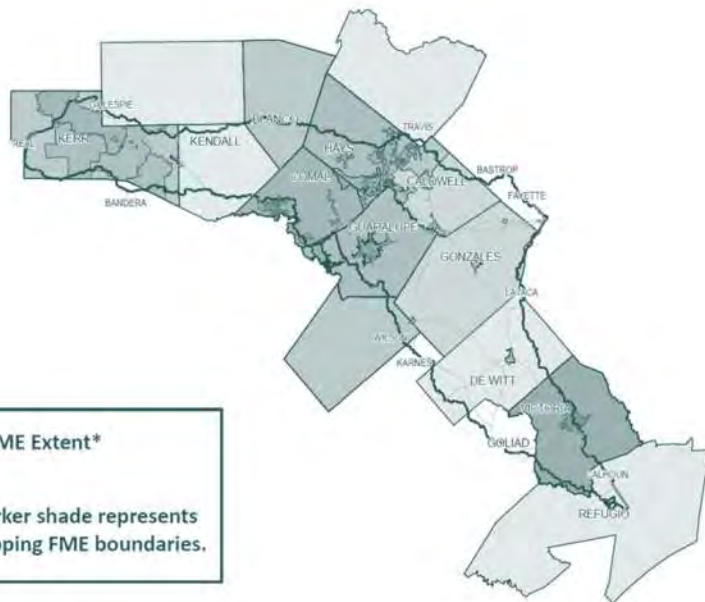 GILLESPIE
TRAVIS
BLANCO
REAL
KERR
KENDALL
HAYS
BASTROP
COMAL
CALDWELL
FAYETTE
BANDERA
GUADALUPE
GONZALES
LAVACA
WILSON
KARNES
DE WITT
VICTORIA
GOLIAD
CALHOUN
REFUGIO
ME Extent*
rker shade represents
pping FME boundaries.